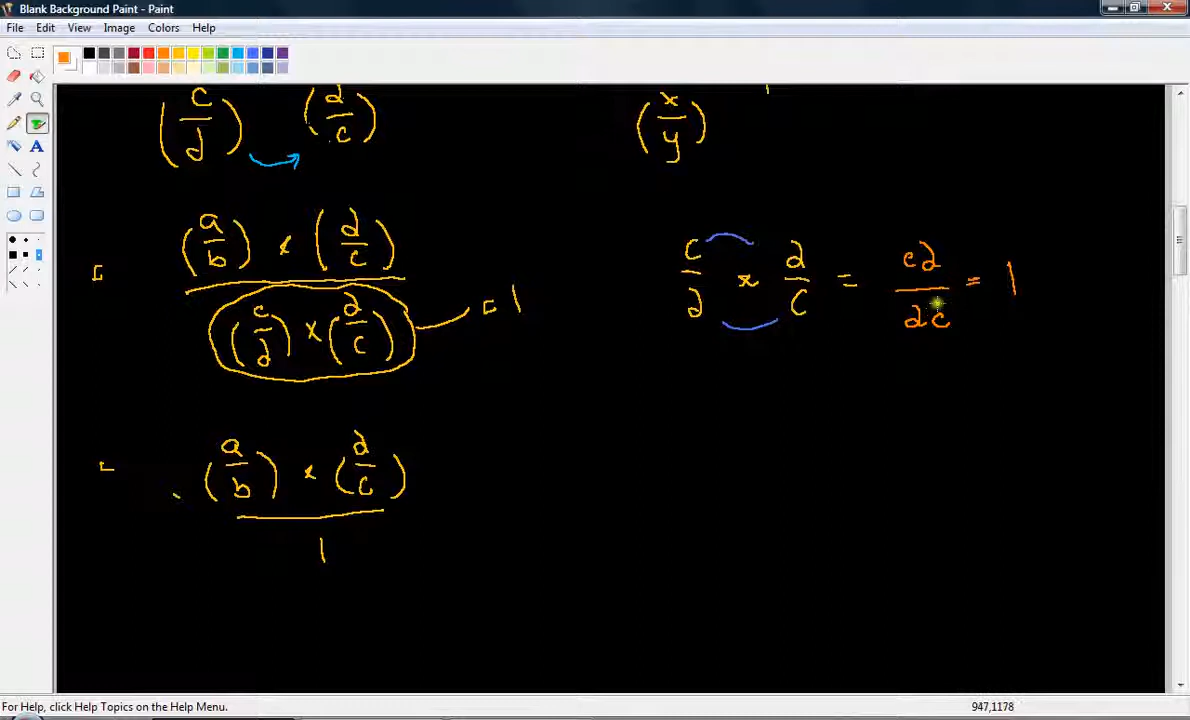 Blank Background Paint - Paint
File Edit View Image Colors Help
(c/d) (d/c) (x/y)
= (a/b) × (d/c)
(c/d) × (d/c) = 1
c/d × d/c = cd/dc = 1
= (a/b) × (d/c)
1
For Help, click Help Topics on the Help Menu. 947,1178